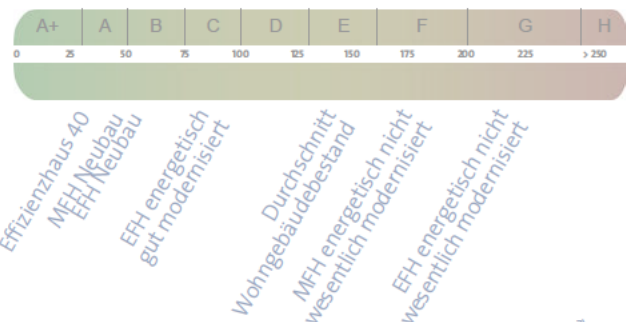 A+ A B C D E F G H
0 25 50 75 100 125 150 175 200 225 > 250
Effizienzhaus 40
MFH Neubau
EFH Neubau
EFH energetisch
gut modernisiert
Durchschnitt
Wohngebäudebestand
MFH energetisch nicht
wesentlich modernisiert
EFH energetisch nicht
wesentlich modernisiert